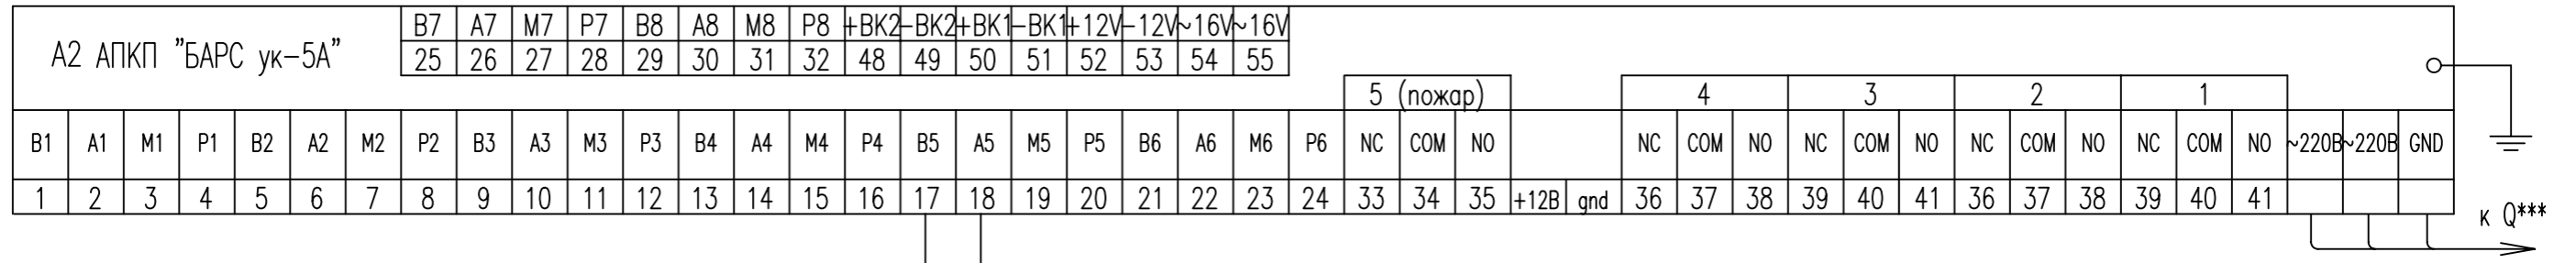 B7 A7 M7 P7 B8 A8 M8 P8 +BK2 -BK2 +BK1 -BK1 +12V -12V ~16V ~16V
А2 АПКП "БАРС ук-5А"
25 26 27 28 29 30 31 32 48 49 50 51 52 53 54 55
5 (пожар) 4 3 2 1
B1 A1 M1 P1 B2 A2 M2 P2 B3 A3 M3 P3 B4 A4 M4 P4 B5 A5 M5 P5 B6 A6 M6 P6 NC COM NO NC COM NO NC COM NO NC COM NO NC COM NO ~220В ~220В GND
1 2 3 4 5 6 7 8 9 10 11 12 13 14 15 16 17 18 19 20 21 22 23 24 33 34 35 +12В gnd 36 37 38 39 40 41 36 37 38 39 40 41
к Q***